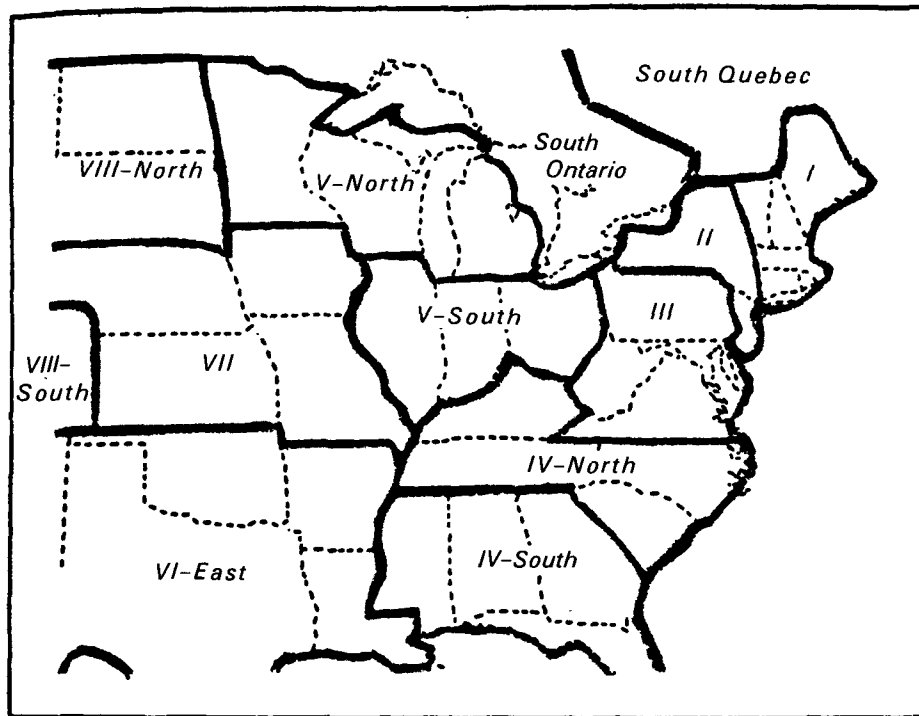 South Quebec
South
Ontario
I
VIII–North
V–North
II
III
V–South
VIII–
South
VII
IV–North
VI–East
IV–South